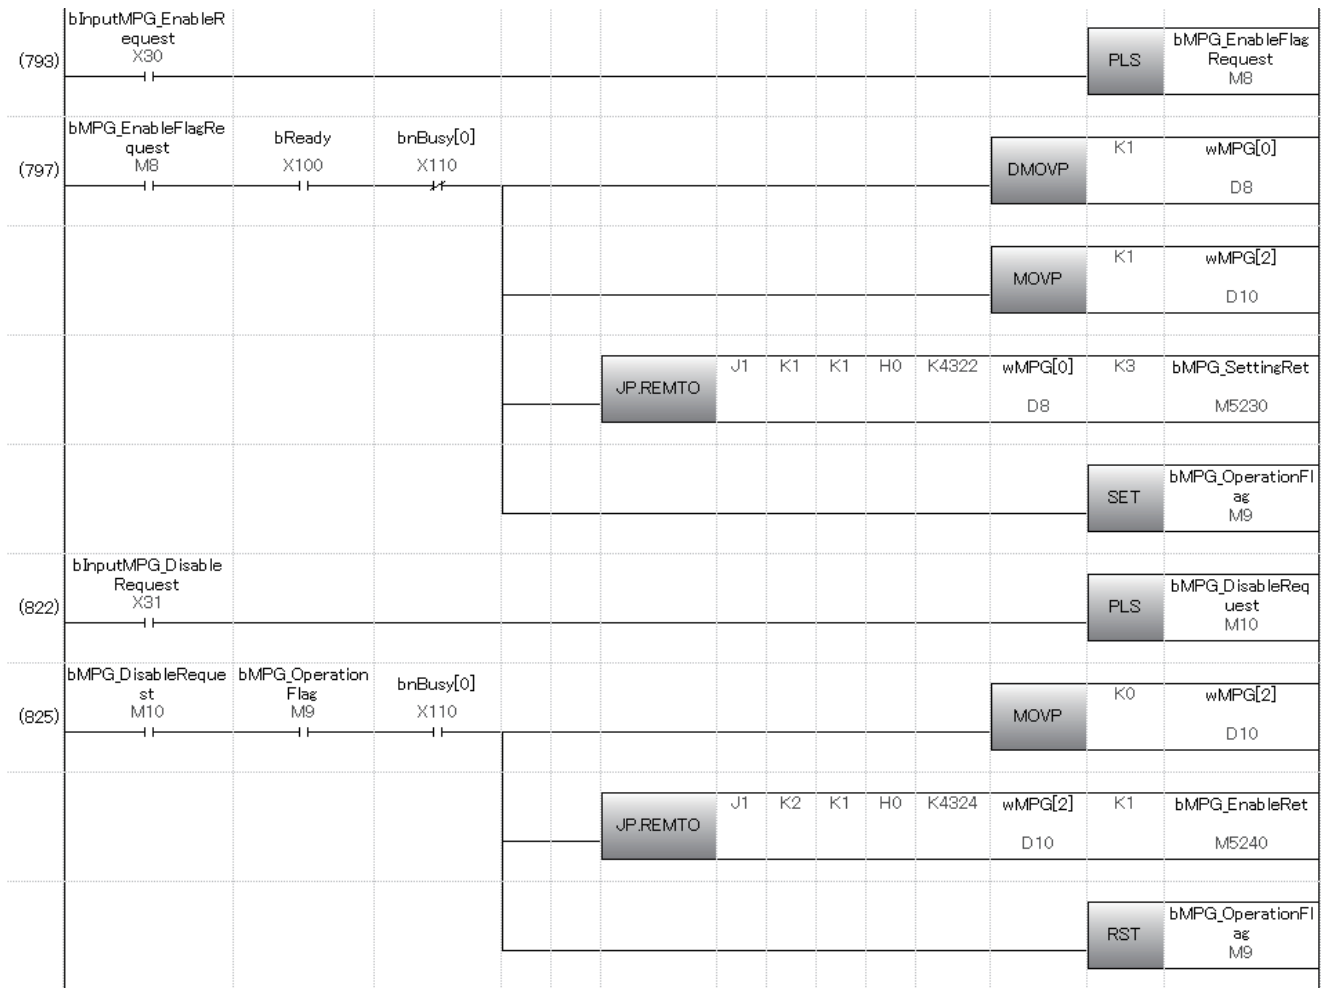 bInputMPG_EnableR
equest
X30
(793)
PLS
bMPG_EnableFlag
Request
M8
bMPG_EnableFlagRe
quest
M8
bReady
X100
bnBusy[0]
X110
(797)
DMOVP
K1
wMPG[0]
D8
MOVP
K1
wMPG[2]
D10
JP.REMTO
J1
K1
K1
H0
K4322
wMPG[0]
D8
K3
bMPG_SettingRet
M5230
SET
bMPG_OperationFl
ag
M9
bInputMPG_Disable
Request
X31
(822)
PLS
bMPG_DisableReq
uest
M10
bMPG_DisableReque
st
M10
bMPG_Operation
Flag
M9
bnBusy[0]
X110
(825)
MOVP
K0
wMPG[2]
D10
JP.REMTO
J1
K2
K1
H0
K4324
wMPG[2]
D10
K1
bMPG_EnableRet
M5240
RST
bMPG_OperationFl
ag
M9